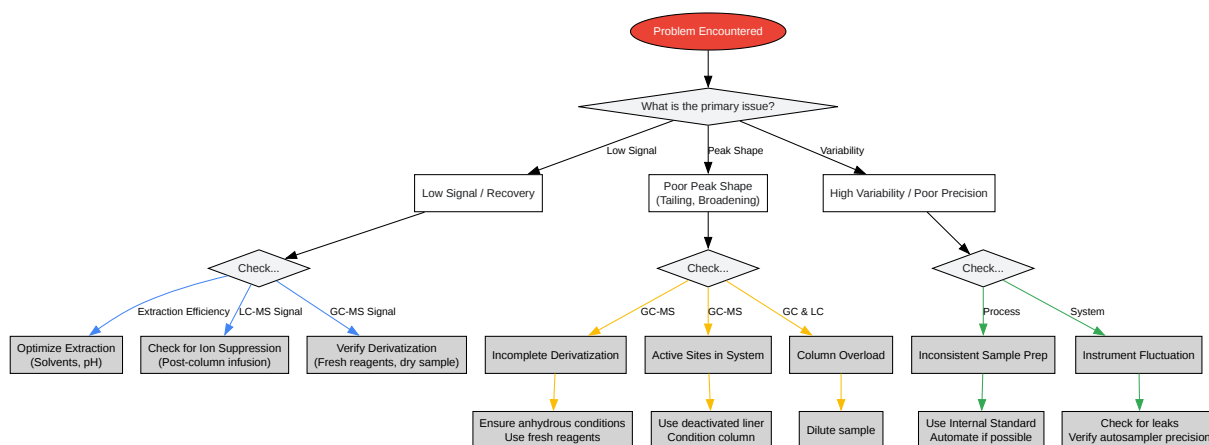 Problem Encountered
What is the primary issue?
Low Signal
Peak Shape
Variability
Low Signal / Recovery
Poor Peak Shape
(Tailing, Broadening)
High Variability / Poor Precision
Check...
Check...
Check...
Extraction Efficiency
LC-MS Signal
GC-MS Signal
GC-MS
GC-MS
GC & LC
Process
System
Optimize Extraction
(Solvents, pH)
Check for Ion Suppression
(Post-column infusion)
Verify Derivatization
(Fresh reagents, dry sample)
Incomplete Derivatization
Active Sites in System
Column Overload
Inconsistent Sample Prep
Instrument Fluctuation
Ensure anhydrous conditions
Use fresh reagents
Use deactivated liner
Condition column
Dilute sample
Use Internal Standard
Automate if possible
Check for leaks
Verify autosampler precision